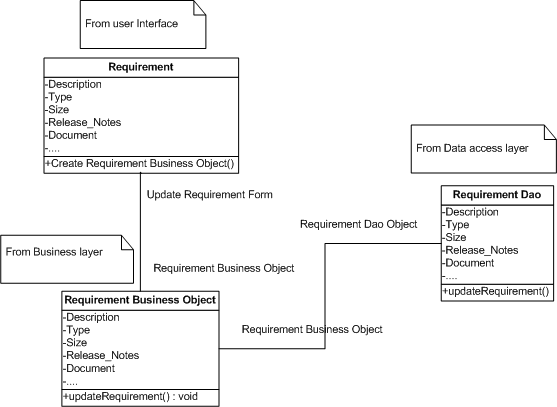 From user Interface
Requirement
-Description
-Type
-Size
-Release_Notes
-Document
-....
+Create Requirement Business Object()
Update Requirement Form
From Data access layer
Requirement Dao
-Description
-Type
-Size
-Release_Notes
-Document
-....
+updateRequirement()
Requirement Dao Object
From Business layer
Requirement Business Object
Requirement Business Object
-Description
-Type
-Size
-Release_Notes
-Document
-....
+updateRequirement() : void
Requirement Business Object